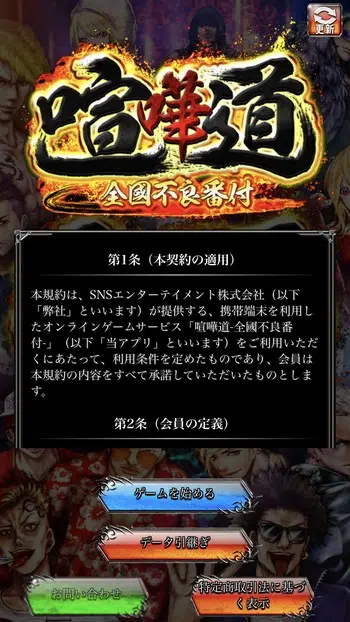 更新
喧嘩道
全國不良番付
第1条（本契約の適用）
本規約は、SNSエンターテイメント株式会社（以下
「弊社」といいます）が提供する、携帯端末を利用し
たオンラインゲームサービス「喧嘩道-全國不良番
付-」（以下「当アプリ」といいます）をご利用いただ
くにあたって、利用条件を定めたものであり、会員は
本規約の内容をすべて承諾していただいたものとしま
す。
第2条（会員の定義）
ゲームを始める
データ引継ぎ
お問い合わせ
特定商取引法に基づ
く表示